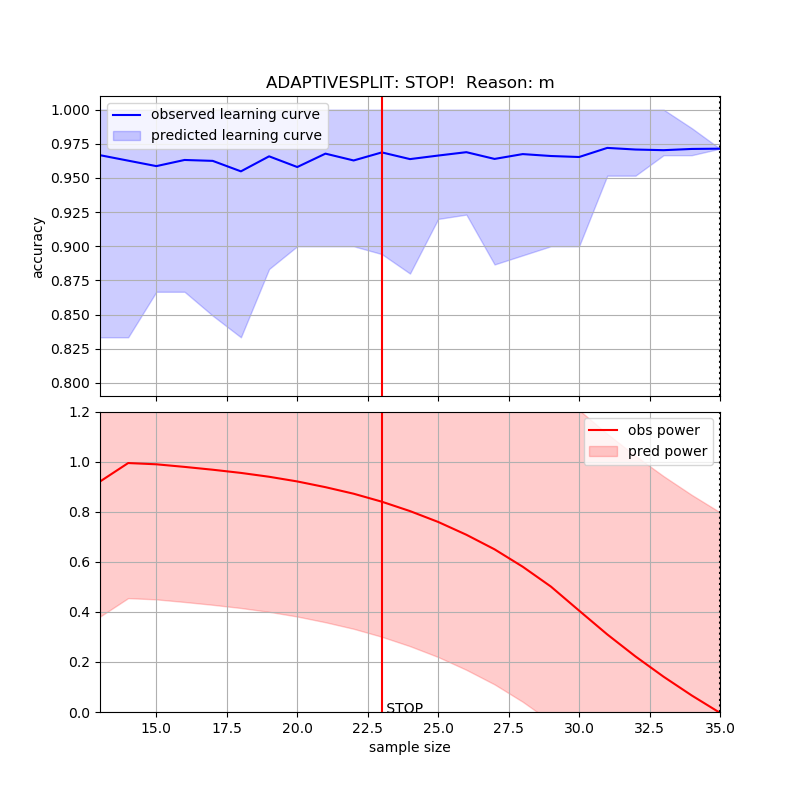 ADAPTIVESPLIT: STOP!  Reason: m
observed learning curve
predicted learning curve
1.000
0.975
0.950
0.925
0.900
0.875
0.850
0.825
0.800
accuracy
obs power
pred power
1.2
1.0
0.8
0.6
0.4
0.2
0.0
STOP
15.0 17.5 20.0 22.5 25.0 27.5 30.0 32.5 35.0
sample size